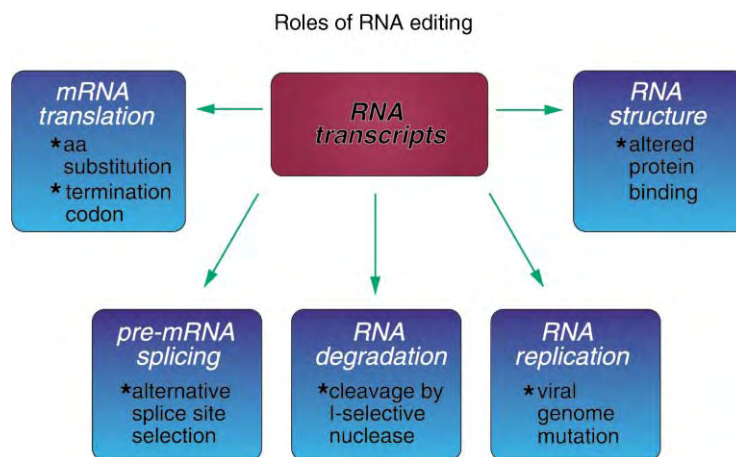 Roles of RNA editing
mRNA
translation
*aa
substitution
*termination
codon
RNA
transcripts
RNA
structure
*altered
protein
binding
pre-mRNA
splicing
*alternative
splice site
selection
RNA
degradation
*cleavage by
I-selective
nuclease
RNA
replication
*viral
genome
mutation